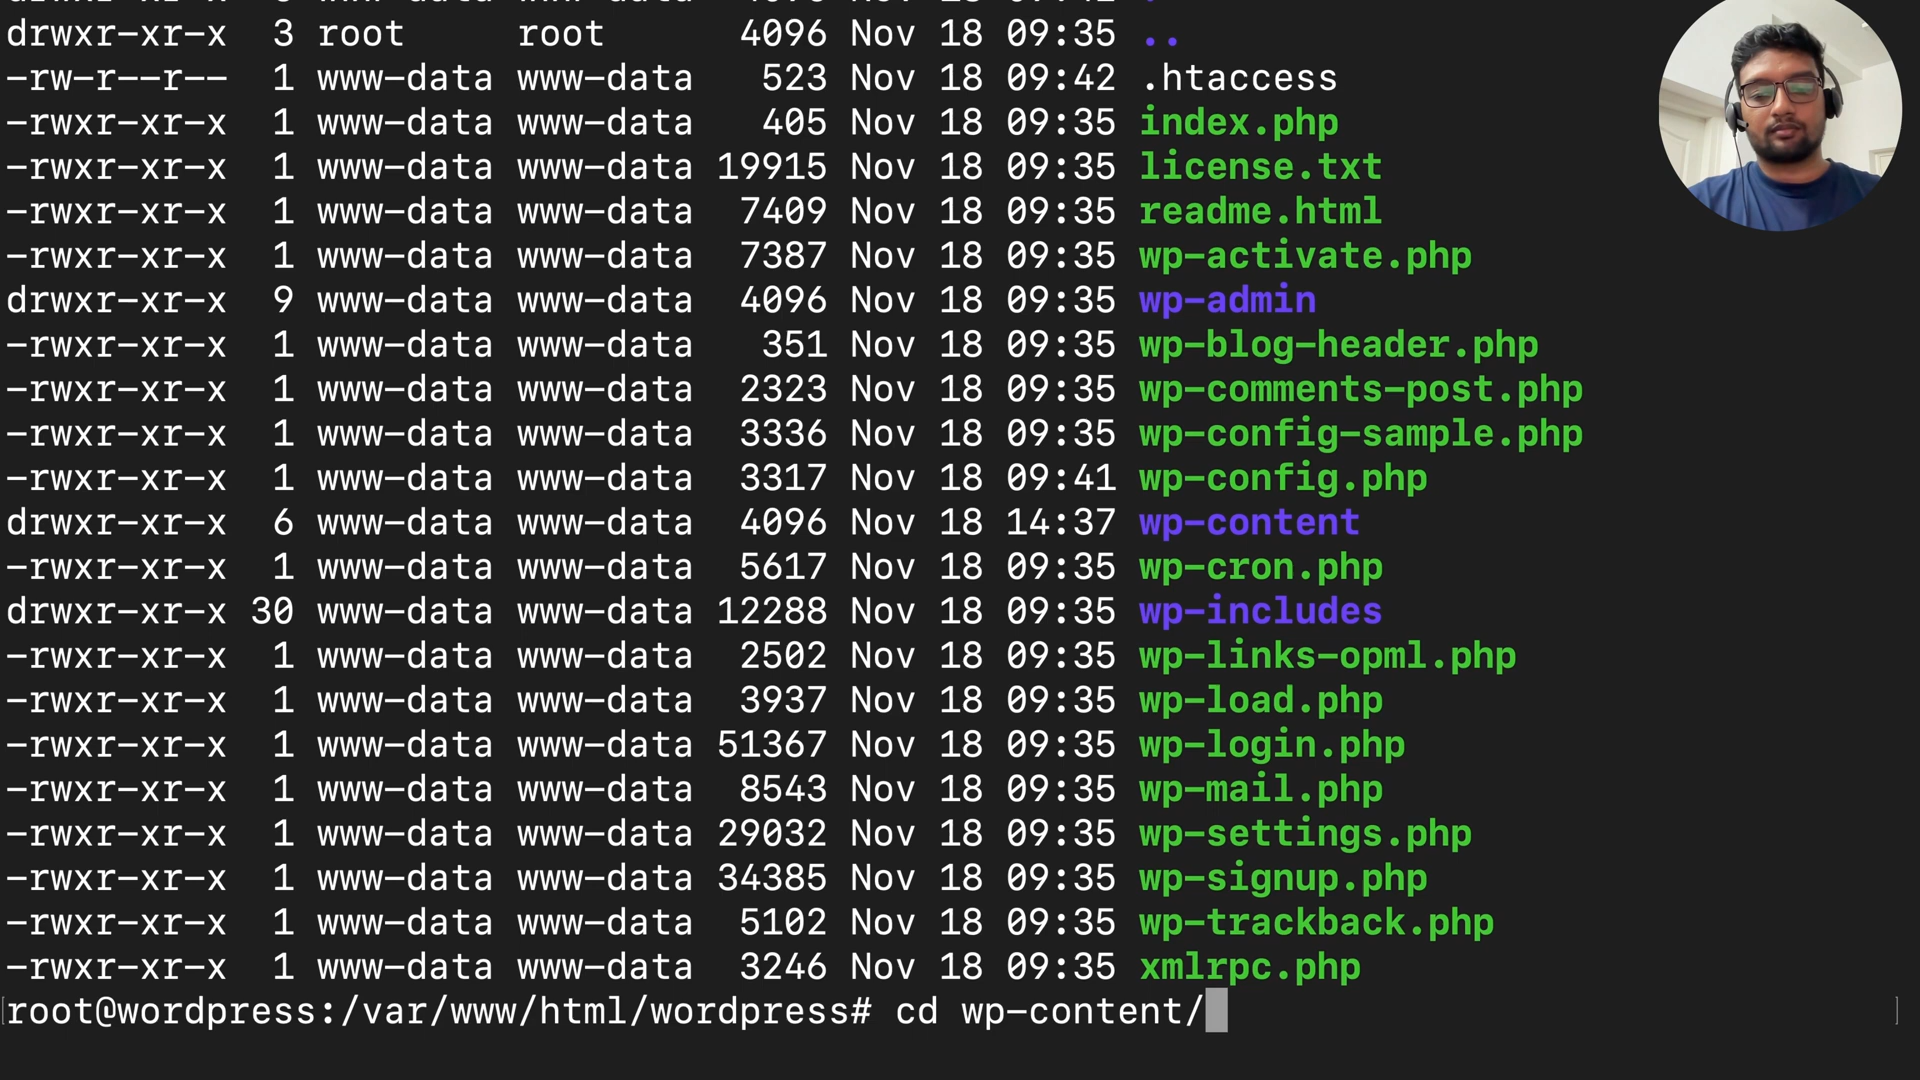 drwxr-xr-x 3 root root 4096 Nov 18 09:35 ..
-rw-r--r-- 1 www-data www-data 523 Nov 18 09:42 .htaccess
-rwxr-xr-x 1 www-data www-data 405 Nov 18 09:35 index.php
-rwxr-xr-x 1 www-data www-data 19915 Nov 18 09:35 license.txt
-rwxr-xr-x 1 www-data www-data 7409 Nov 18 09:35 readme.html
-rwxr-xr-x 1 www-data www-data 7387 Nov 18 09:35 wp-activate.php
drwxr-xr-x 9 www-data www-data 4096 Nov 18 09:35 wp-admin
-rwxr-xr-x 1 www-data www-data 351 Nov 18 09:35 wp-blog-header.php
-rwxr-xr-x 1 www-data www-data 2323 Nov 18 09:35 wp-comments-post.php
-rwxr-xr-x 1 www-data www-data 3336 Nov 18 09:35 wp-config-sample.php
-rwxr-xr-x 1 www-data www-data 3317 Nov 18 09:41 wp-config.php
drwxr-xr-x 6 www-data www-data 4096 Nov 18 14:37 wp-content
-rwxr-xr-x 1 www-data www-data 5617 Nov 18 09:35 wp-cron.php
drwxr-xr-x 30 www-data www-data 12288 Nov 18 09:35 wp-includes
-rwxr-xr-x 1 www-data www-data 2502 Nov 18 09:35 wp-links-opml.php
-rwxr-xr-x 1 www-data www-data 3937 Nov 18 09:35 wp-load.php
-rwxr-xr-x 1 www-data www-data 51367 Nov 18 09:35 wp-login.php
-rwxr-xr-x 1 www-data www-data 8543 Nov 18 09:35 wp-mail.php
-rwxr-xr-x 1 www-data www-data 29032 Nov 18 09:35 wp-settings.php
-rwxr-xr-x 1 www-data www-data 34385 Nov 18 09:35 wp-signup.php
-rwxr-xr-x 1 www-data www-data 5102 Nov 18 09:35 wp-trackback.php
-rwxr-xr-x 1 www-data www-data 3246 Nov 18 09:35 xmlrpc.php
[root@wordpress:/var/www/html/wordpress# cd wp-content/ ]